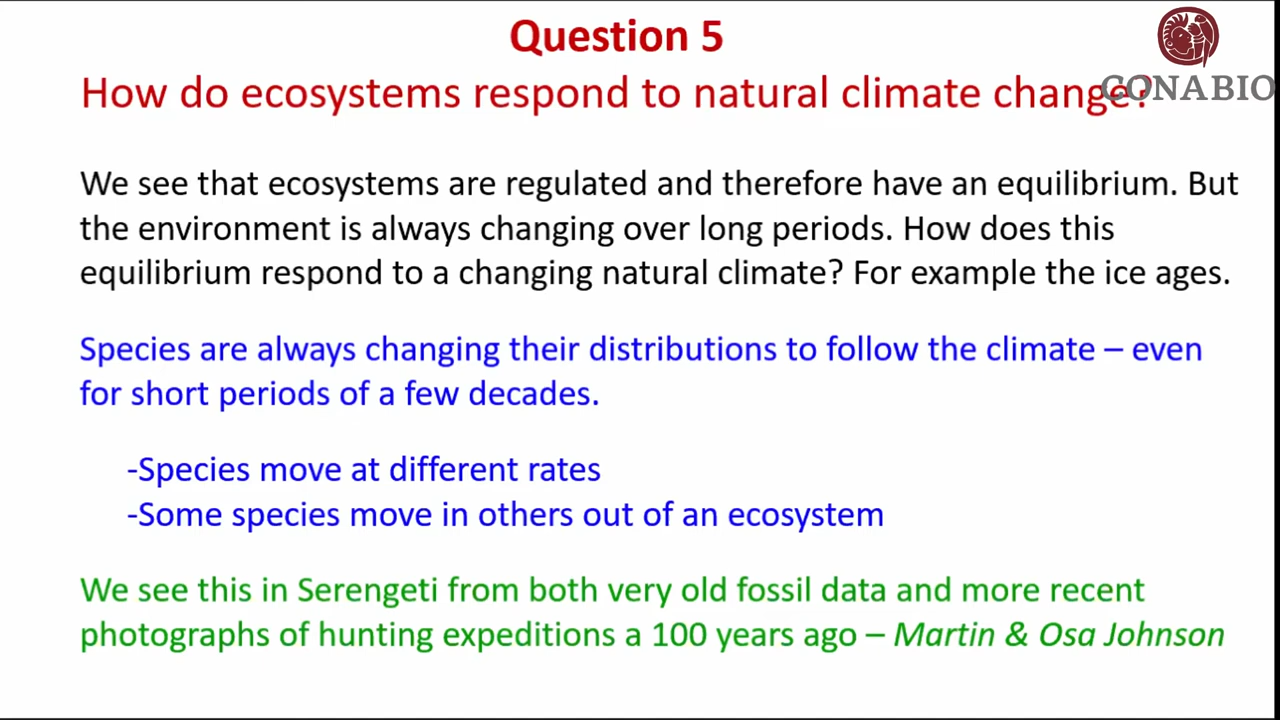 Question 5
How do ecosystems respond to natural climate change?
CONABIO
We see that ecosystems are regulated and therefore have an equilibrium. But
the environment is always changing over long periods. How does this
equilibrium respond to a changing natural climate? For example the ice ages.
Species are always changing their distributions to follow the climate – even
for short periods of a few decades.
-Species move at different rates
-Some species move in others out of an ecosystem
We see this in Serengeti from both very old fossil data and more recent
photographs of hunting expeditions a 100 years ago – Martin & Osa Johnson